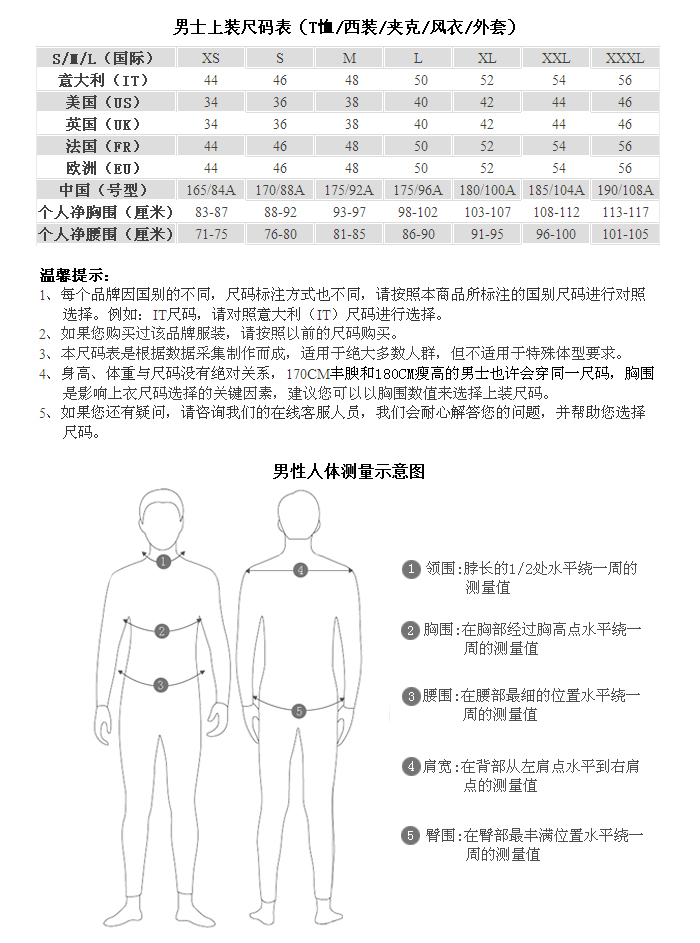 男士上装尺码表（T恤/西装/夹克/风衣/外套）
S/M/L（国际） XS S M L XL XXL XXXL
意大利（IT） 44 46 48 50 52 54 56
美国（US） 34 36 38 40 42 44 46
英国（UK） 34 36 38 40 42 44 46
法国（FR） 44 46 48 50 52 54 56
欧洲（EU） 44 46 48 50 52 54 56
中国（号型） 165/84A 170/88A 175/92A 175/96A 180/100A 185/104A 190/108A
个人净胸围（厘米） 83-87 88-92 93-97 98-102 103-107 108-112 113-117
个人净腰围（厘米） 71-75 76-80 81-85 86-90 91-95 96-100 101-105
温馨提示：
1、每个品牌因国别的不同，尺码标注方式也不同，请按照本商品所标注的国别尺码进行对照
选择。例如：IT尺码，请对照意大利（IT）尺码进行选择。
2、如果您购买过该品牌服装，请按照以前的尺码购买。
3、本尺码表是根据数据采集制作而成，适用于绝大多数人群，但不适用于特殊体型要求。
4、身高、体重与尺码没有绝对关系，170CM丰腴和180CM瘦高的男士也许会穿同一尺码，胸围
是影响上衣尺码选择的关键因素，建议您可以以胸围数值来选择上装尺码。
5、如果您还有疑问，请咨询我们的在线客服人员，我们会耐心解答您的问题，并帮助您选择
尺码。
男性人体测量示意图
1
2
3
4
5
1 领围:脖长的1/2处水平绕一周的
测量值
2 胸围:在胸部经过胸高点水平绕一
周的测量值
3 腰围:在腰部最细的位置水平绕一
周的测量值
4 肩宽:在背部从左肩点水平到右肩
点的测量值
5 臀围:在臀部最丰满位置水平绕一
周的测量值